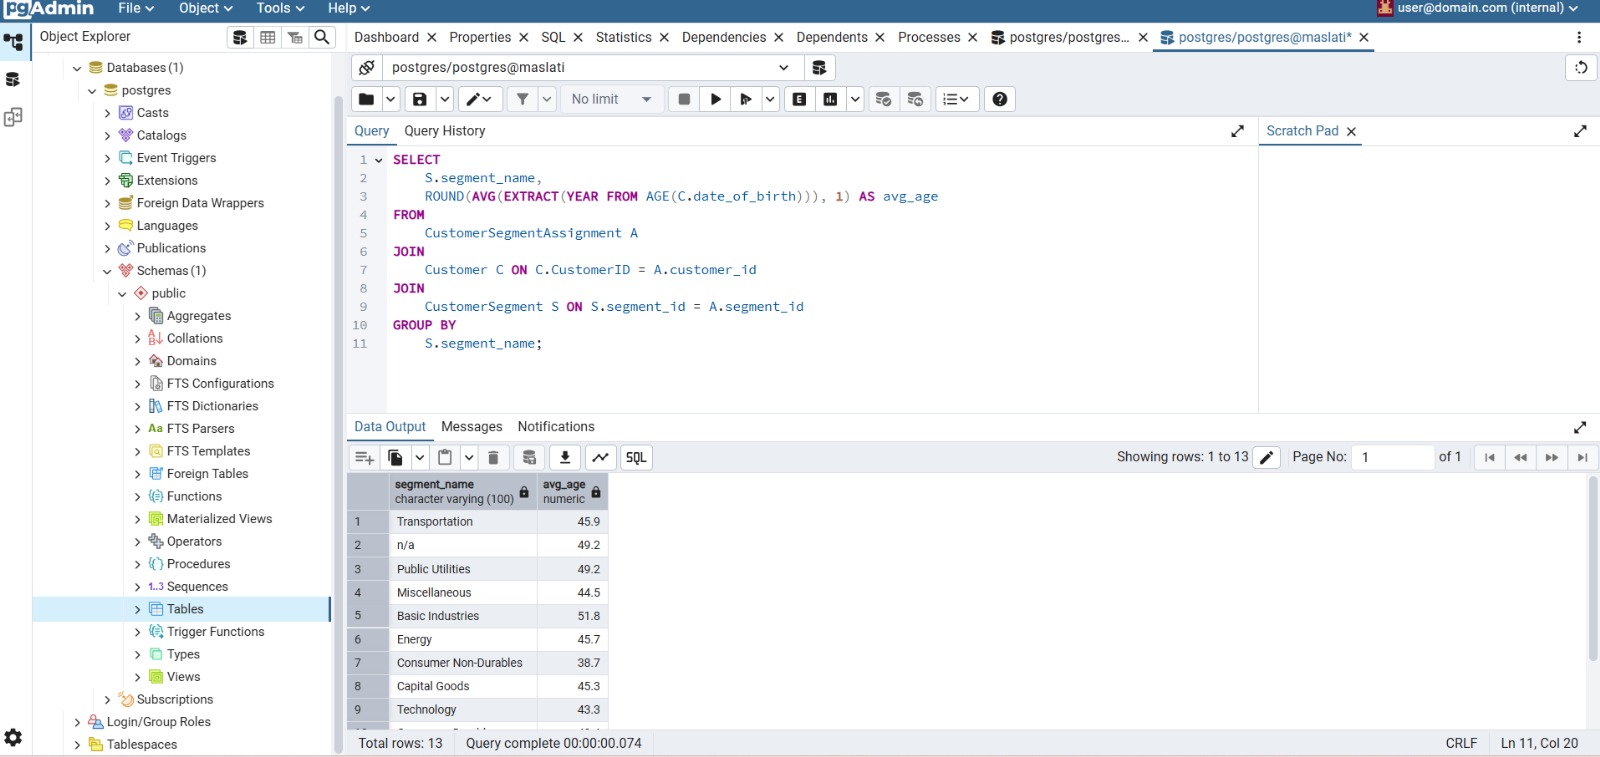 pgAdmin File Object Tools Help user@domain.com (internal)
Object Explorer
Dashboard Properties SQL Statistics Dependencies Dependents Processes postgres/postgres... postgres/postgres@maslati*
Databases (1)
postgres
Casts
Catalogs
Event Triggers
Extensions
Foreign Data Wrappers
Languages
Publications
Schemas (1)
public
Aggregates
Collations
Domains
FTS Configurations
FTS Dictionaries
Aa FTS Parsers
FTS Templates
Foreign Tables
Functions
Materialized Views
Operators
Procedures
1..3 Sequences
Tables
Trigger Functions
Types
Views
Subscriptions
Login/Group Roles
Tablespaces
postgres/postgres@maslati
No limit E
Query Query History
Scratch Pad
1 SELECT
2 S.segment_name,
3 ROUND(AVG(EXTRACT(YEAR FROM AGE(C.date_of_birth))), 1) AS avg_age
4 FROM
5 CustomerSegmentAssignment A
6 JOIN
7 Customer C ON C.CustomerID = A.customer_id
8 JOIN
9 CustomerSegment S ON S.segment_id = A.segment_id
10 GROUP BY
11 S.segment_name;
Data Output Messages Notifications
SQL Showing rows: 1 to 13 Page No: 1 of 1
segment_name avg_age
character varying (100) numeric
1 Transportation 45.9
2 n/a 49.2
3 Public Utilities 49.2
4 Miscellaneous 44.5
5 Basic Industries 51.8
6 Energy 45.7
7 Consumer Non-Durables 38.7
8 Capital Goods 45.3
9 Technology 43.3
Total rows: 13 Query complete 00:00:00.074 CRLF Ln 11, Col 20